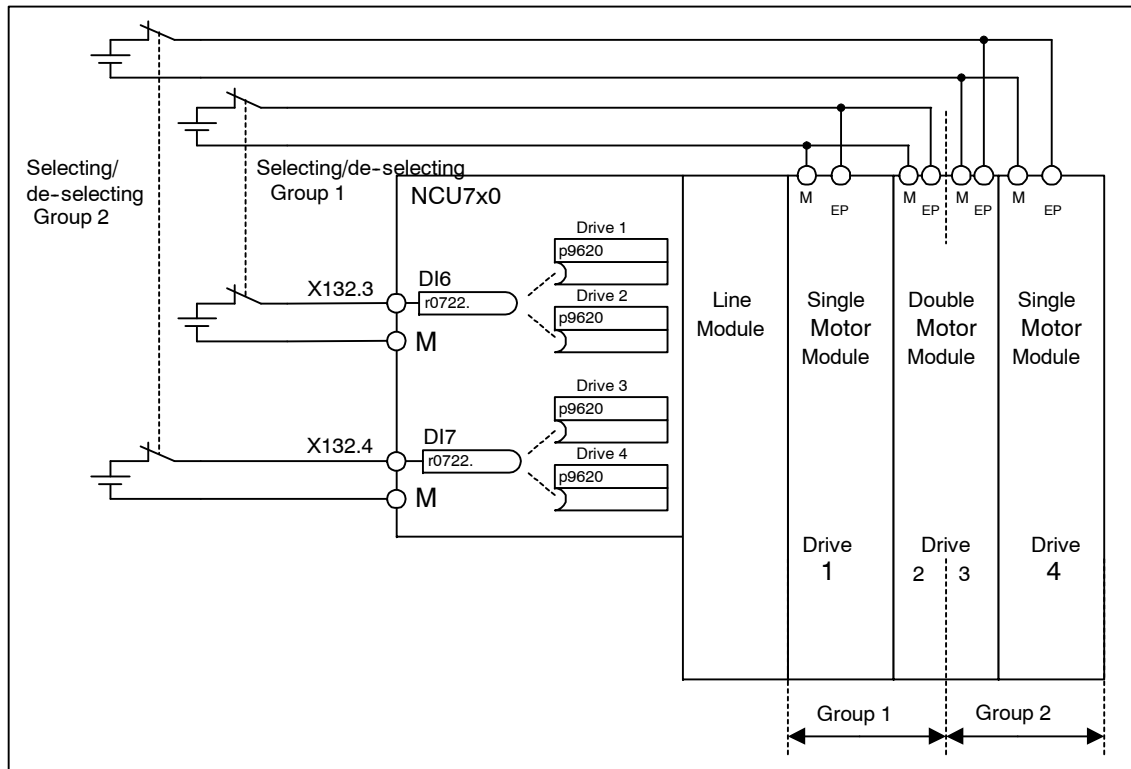 Selecting/
de-selecting
Group 2
Selecting/de-selecting
Group 1
NCU7x0
M
EP
M
EP
M
EP
M
EP
X132.3
DI6
r0722.
M
Drive 1
p9620
Drive 2
p9620
X132.4
DI7
r0722.
M
Drive 3
p9620
Drive 4
p9620
Line
Module
Single
Motor
Module
Double
Motor
Module
Single
Motor
Module
Drive
1
Drive
2 3
Drive
4
Group 1
Group 2